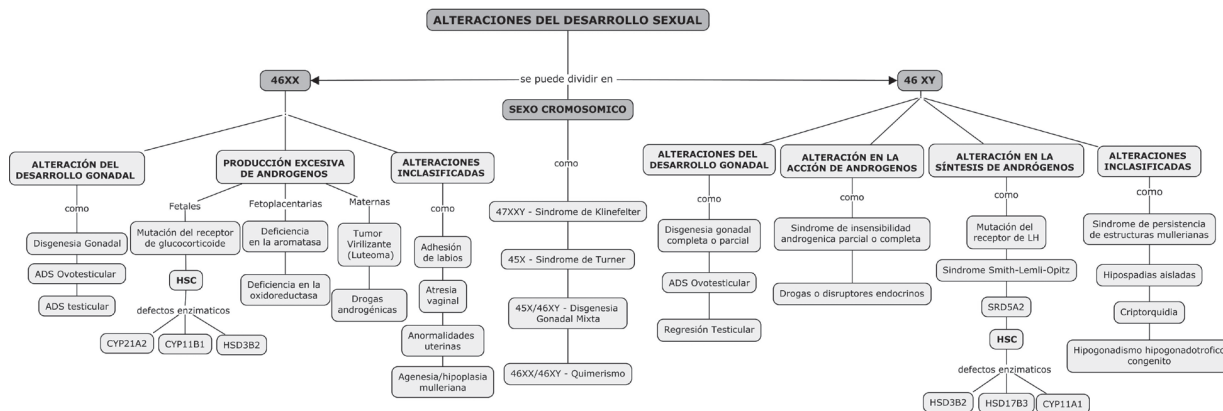 ALTERACIONES DEL DESARROLLO SEXUAL
46XX
se puede dividir en
46 XY
SEXO CROMOSOMICO
ALTERACIÓN DEL
DESARROLLO GONADAL
como
Disgenesia Gonadal
ADS Ovotesticular
ADS testicular
PRODUCCIÓN EXCESIVA
DE ANDROGENOS
Fetales
Mutación del receptor
de glucocorticoide
HSC
defectos enzimaticos
CYP21A2
CYP11B1
HSD3B2
Fetoplacentarias
Deficiencia
en la aromatasa
Deficiencia en la
oxidoreductasa
Maternas
Tumor
Virilizante
(Luteoma)
Drogas
androgénicas
ALTERACIONES
INCLASIFICADAS
como
Adhesión
de labios
Atresia
vaginal
Anormalidades
uterinas
Agenesia/hipoplasia
mulleriana
como
47XXY - Sindrome de Klinefelter
45X - Sindrome de Turner
45X/46XY - Disgenesia
Gonadal Mixta
46XX/46XY - Quimerismo
ALTERACIONES DEL
DESARROLLO GONADAL
como
Disgenesia gonadal
completa o parcial
ADS Ovotesticular
Regresión Testicular
ALTERACIÓN EN LA
ACCIÓN DE ANDROGENOS
como
Sindrome de insensibilidad
androgenica parcial o completa
Drogas o disruptores endocrinos
ALTERACIÓN EN LA
SÍNTESIS DE ANDRÓGENOS
como
Mutación del
receptor de LH
Sindrome Smith-Lemli-Opitz
SRD5A2
HSC
defectos enzimaticos
HSD3B2
HSD17B3
CYP11A1
ALTERACIONES
INCLASIFICADAS
como
Sindrome de persistencia
de estructuras mullerianas
Hipospadias aisladas
Criptorquidia
Hipogonadismo hipogonadotrofico
congenito